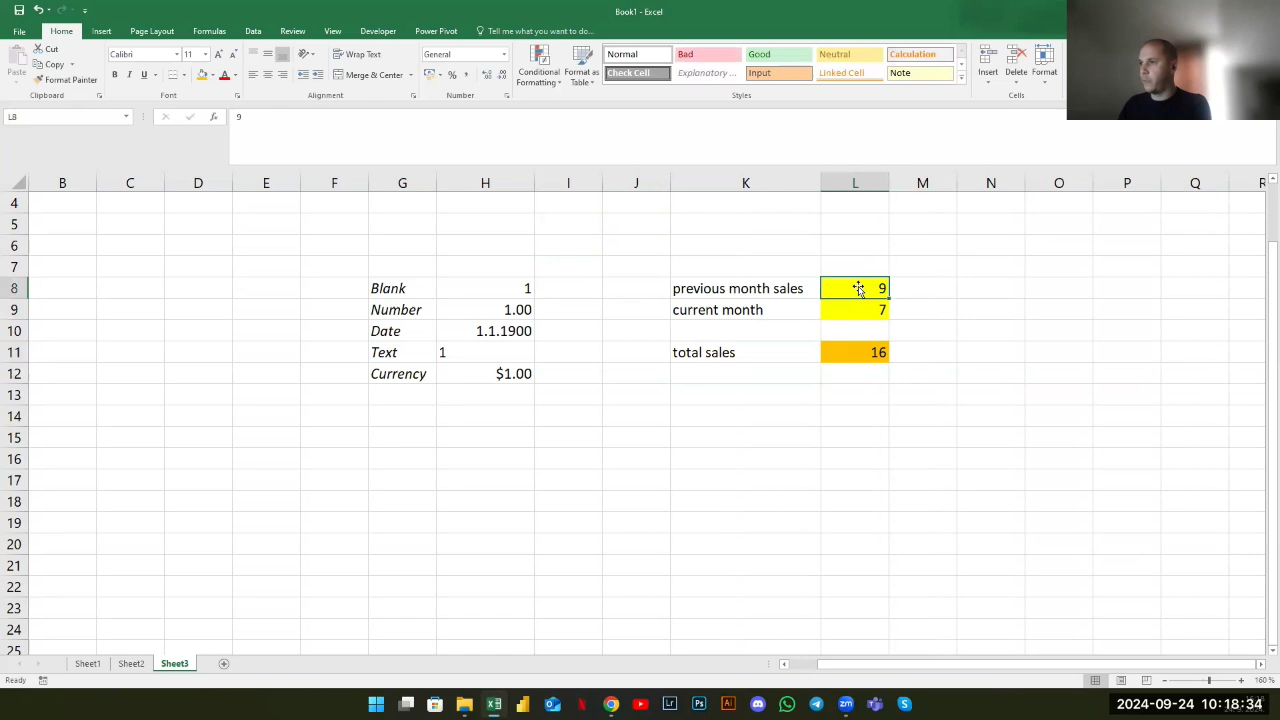 Book1 - Excel
File Home Insert Page Layout Formulas Data Review View Developer Power Pivot Tell me what you want to do...
Cut
Copy
Format Painter
Paste
Clipboard
Calibri 11
B I U
Font
Wrap Text
Merge & Center
Alignment
General
%
Number
Conditional Formatting
Format as Table
Normal Bad Good Neutral Calculation
Check Cell Explanatory ... Input Linked Cell Note
Styles
Insert Delete Format
Cells
L8 fx 9
B C D E F G H I J K L M N O P Q R
4
5
6
7
8 Blank 1 previous month sales 9
9 Number 1.00 current month 7
10 Date 1.1.1900
11 Text 1 total sales 16
12 Currency $1.00
13
14
15
16
17
18
19
20
21
22
23
24
25
Sheet1 Sheet2 Sheet3
Ready 160 %
2024-09-24 10:18:34